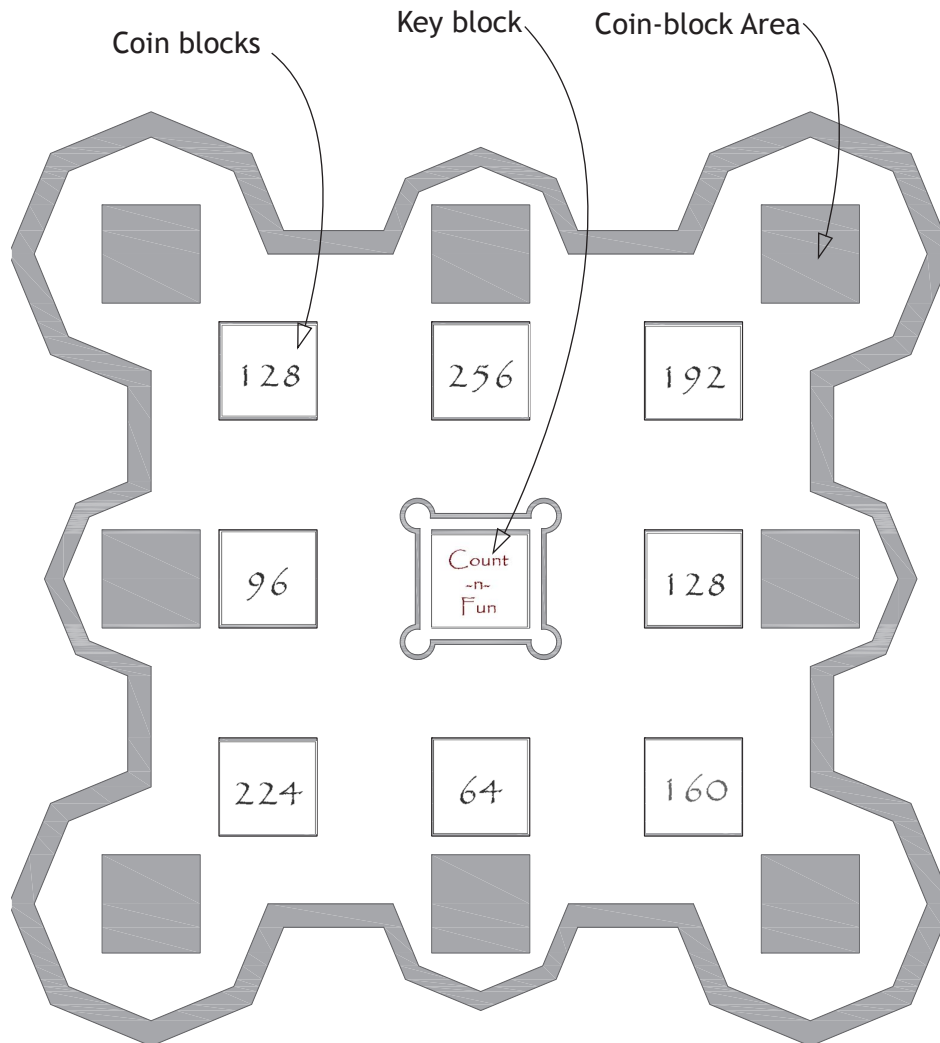 Coin blocks
Key block
Coin-block Area
128
256
192
96
Count
-n-
Fun
128
224
64
160